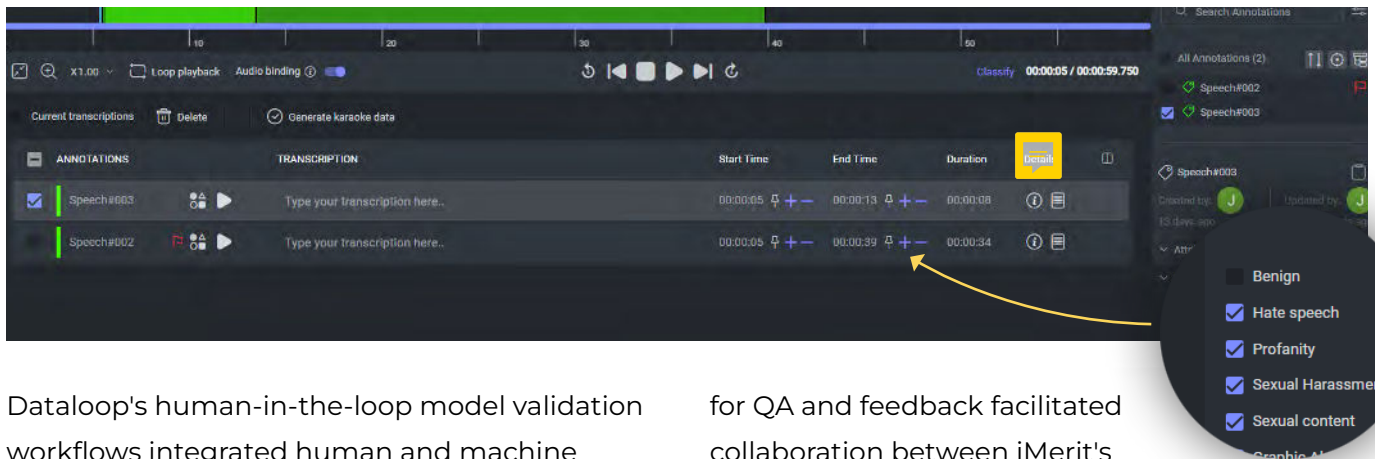 Search Annotations
10 20 30 40 50
X1.00 Loop playback Audio binding Classify 00:00:05 / 00:00:59.750
All Annotations (2)
Speech#002
Speech#003
Current transcriptions Delete Generate karaoke data
ANNOTATIONS TRANSCRIPTION Start Time End Time Duration Details
Speech#003 Type your transcription here.. 00:00:05 00:00:13 00:00:08
Speech#002 Type your transcription here.. 00:00:05 00:00:39 00:00:34
Speech#003
Created by: J Updated by: J
13 days ago
Benign
Hate speech
Profanity
Sexual Harassme
Sexual content
Dataloop's human-in-the-loop model validation
workflows integrated human and machine
for QA and feedback facilitated
collaboration between iMerit's